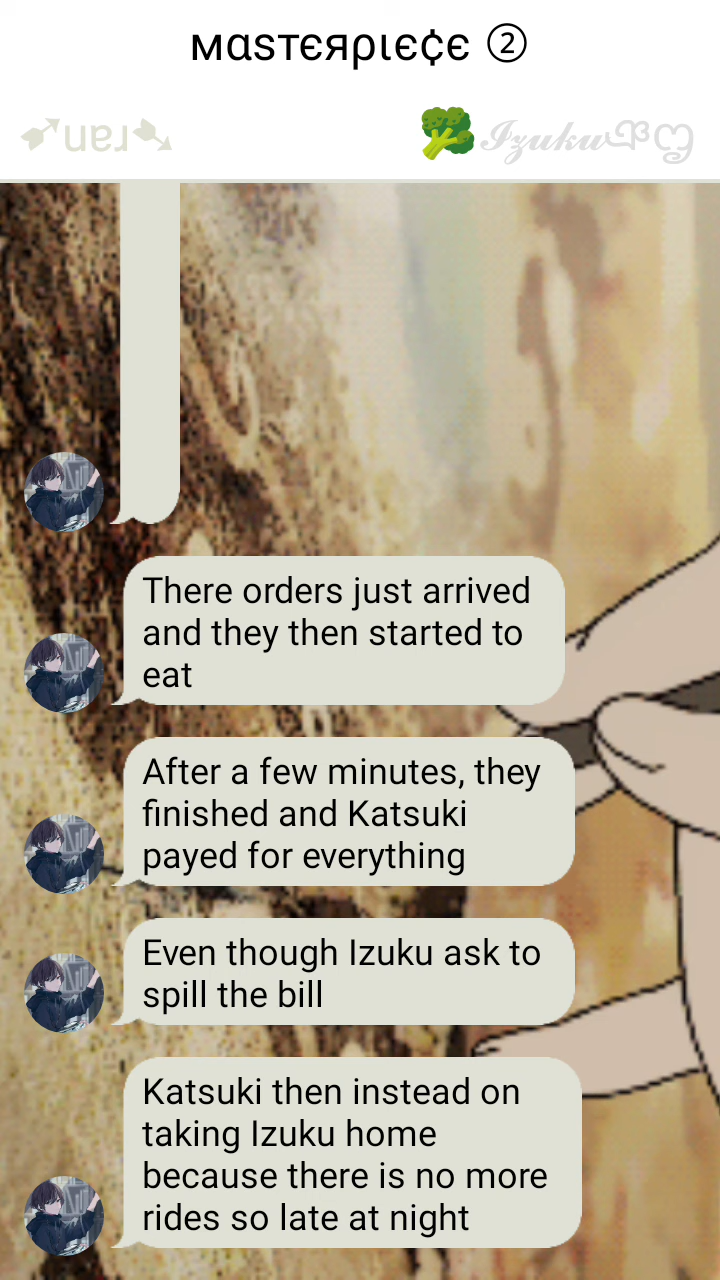 мαѕтєяριє¢є ②
➶ɹɐn➴ 🥦𝓘𝔃𝓾𝓴𝓾
There orders just arrived
and they then started to
eat
After a few minutes, they
finished and Katsuki
payed for everything
Even though Izuku ask to
spill the bill
Katsuki then instead on
taking Izuku home
because there is no more
rides so late at night